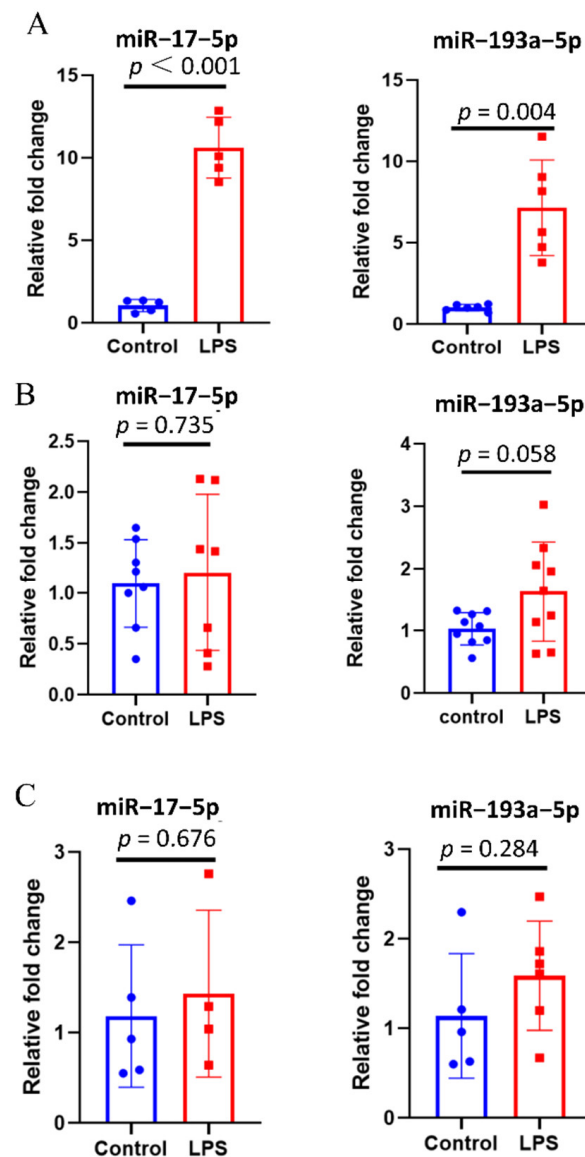 A
miR−17−5p
p < 0.001
Relative fold change
15
10
5
0
Control LPS
miR−193a−5p
p = 0.004
Relative fold change
15
10
5
0
Control LPS
B
miR−17−5p
p = 0.735
Relative fold change
2.5
2.0
1.5
1.0
0.5
0.0
Control LPS
miR−193a−5p
p = 0.058
Relative fold change
4
3
2
1
0
control LPS
C
miR−17−5p
p = 0.676
Relative fold change
3
2
1
0
Control LPS
miR−193a−5p
p = 0.284
Relative fold change
3
2
1
0
Control LPS